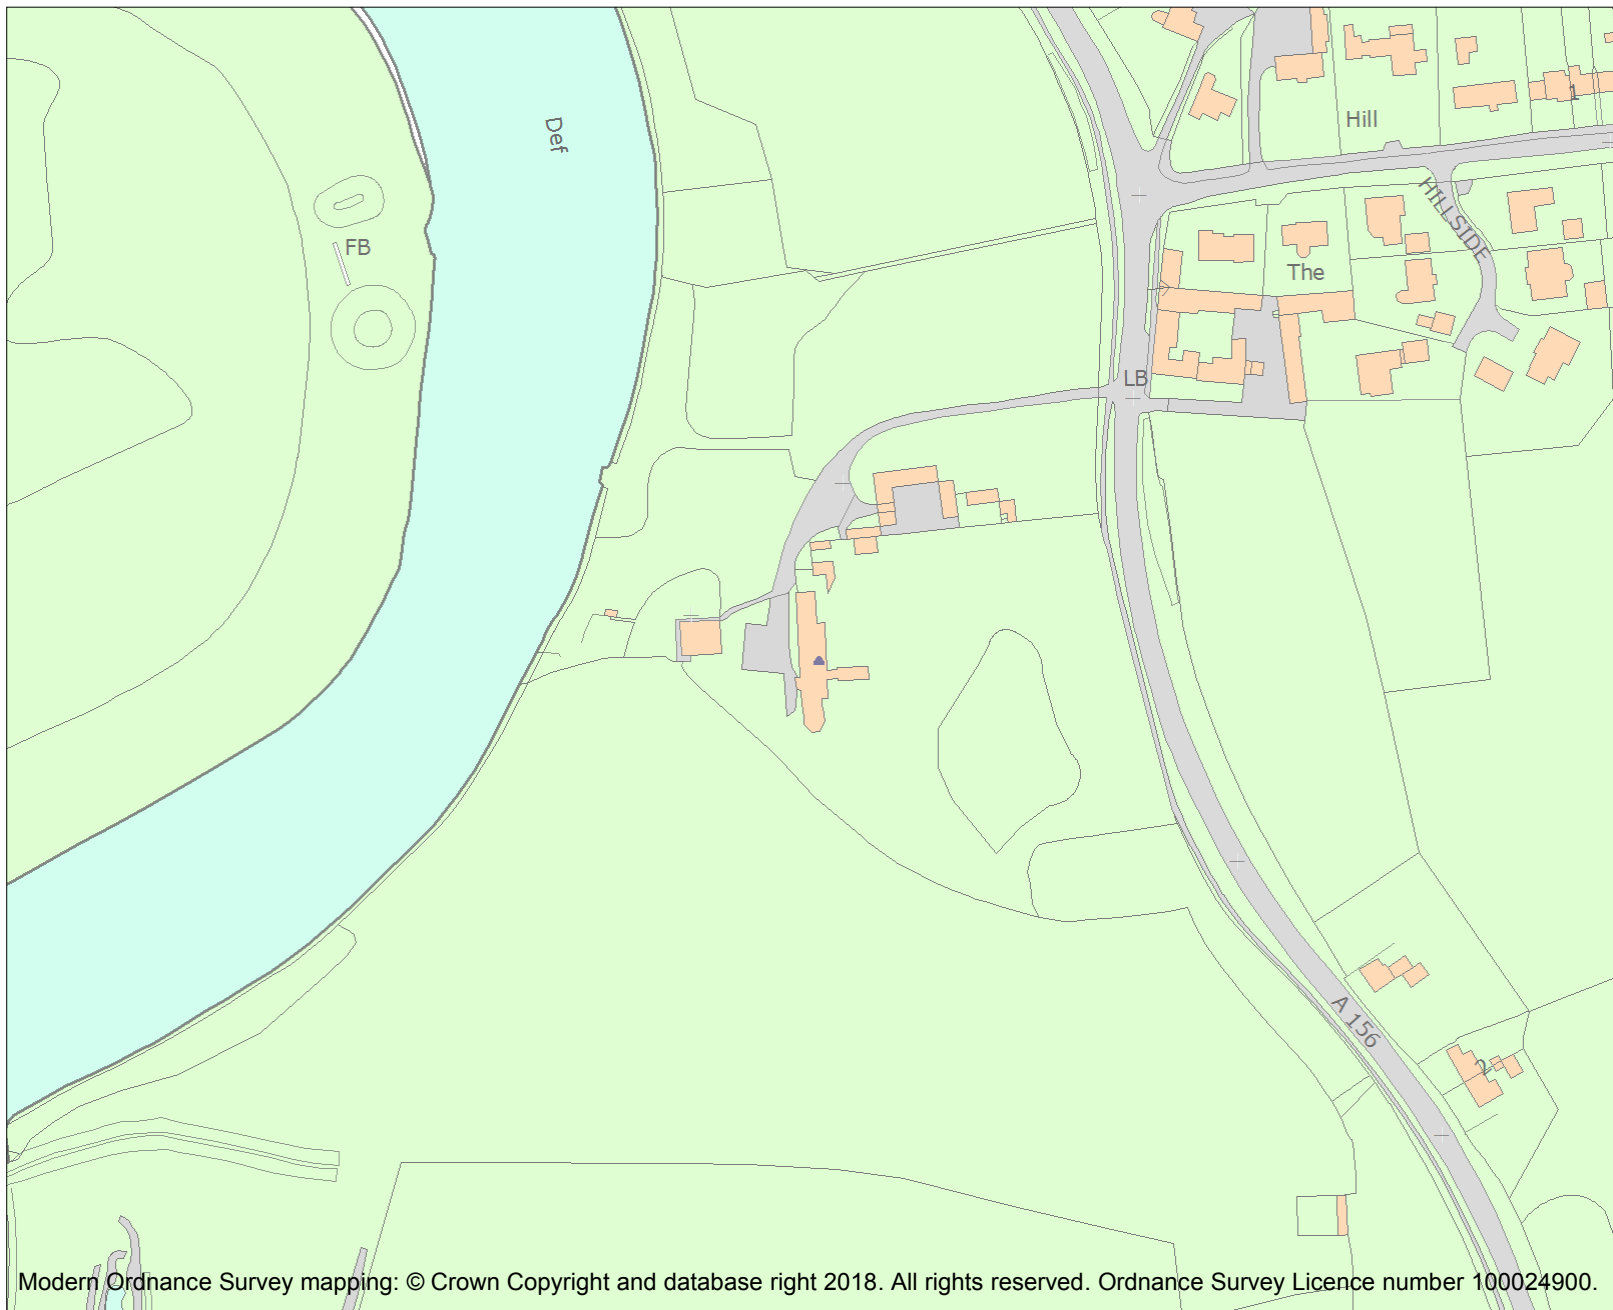 1
Hill
Def
HILLSIDE
FB
The
LB
A 156
2
Modern Ordnance Survey mapping: © Crown Copyright and database right 2018. All rights reserved. Ordnance Survey Licence number 100024900.